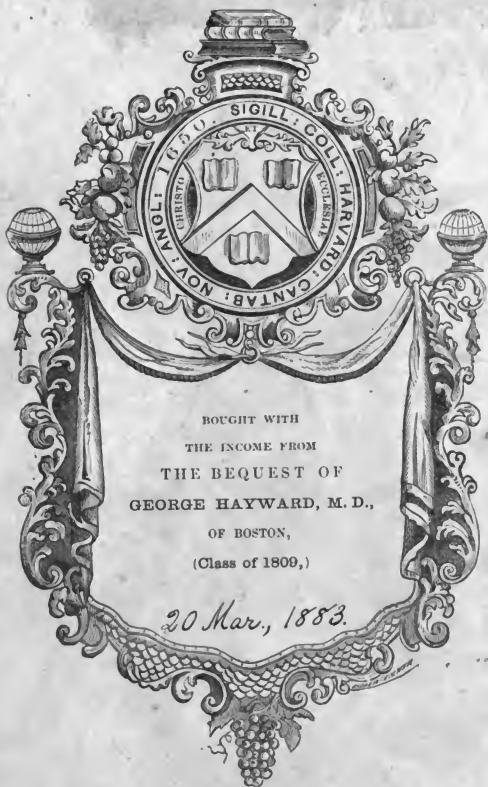 SIGILL: COLL: HARVARD: CANTAB: NOV: ANGL: 1650
ET
CHRISTO
ECCLESIAE
BOUGHT WITH
THE INCOME FROM
THE BEQUEST OF
GEORGE HAYWARD, M. D.,
OF BOSTON,
(Class of 1809,)
20 Mar., 1883.